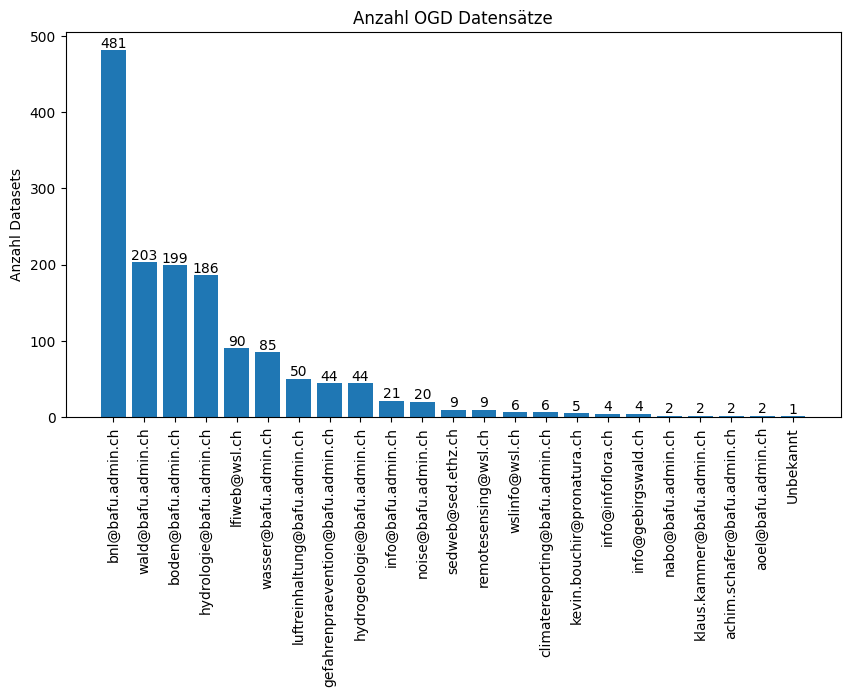 Anzahl OGD Datensätze
Anzahl Datasets
500
400
300
200
100
0
481
203
199
186
90
85
50
44
44
21
20
9
9
6
6
5
4
4
2
2
2
2
1
bnl@bafu.admin.ch
wald@bafu.admin.ch
boden@bafu.admin.ch
hydrologie@bafu.admin.ch
lfiweb@wsl.ch
wasser@bafu.admin.ch
luftreinhaltung@bafu.admin.ch
gefahrenpraevention@bafu.admin.ch
hydrogeologie@bafu.admin.ch
info@bafu.admin.ch
noise@bafu.admin.ch
sedweb@sed.ethz.ch
remotesensing@wsl.ch
wslinfo@wsl.ch
climatereporting@bafu.admin.ch
kevin.bouchir@pronatura.ch
info@infoflora.ch
info@gebirgswald.ch
nabo@bafu.admin.ch
klaus.kammer@bafu.admin.ch
achim.schafer@bafu.admin.ch
aoel@bafu.admin.ch
Unbekannt